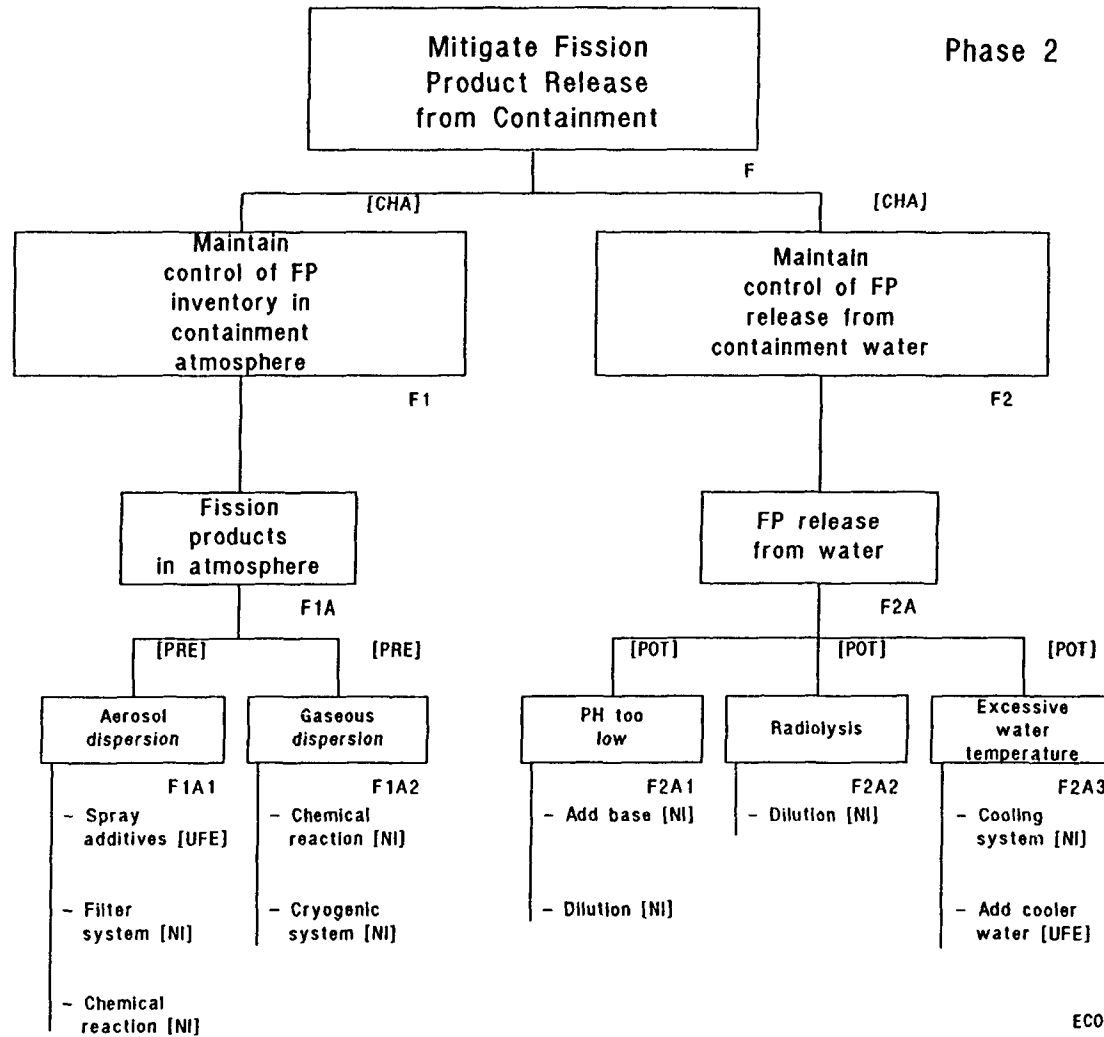 Mitigate Fission
Product Release
from Containment
Phase 2
F
[CHA]
[CHA]
Maintain
control of FP
inventory in
containment
atmosphere
Maintain
control of FP
release from
containment water
F1
F2
Fission
products
in atmosphere
FP release
from water
F1A
F2A
[PRE]
[PRE]
[POT]
[POT]
[POT]
Aerosol
dispersion
Gaseous
dispersion
PH too
low
Radiolysis
Excessive
water
temperature
F1A1
F1A2
F2A1
F2A2
F2A3
- Spray
additives [UFE]
- Filter
system [NI]
- Chemical
reaction [NI]
- Chemical
reaction [NI]
- Cryogenic
system [NI]
- Add base [NI]
- Dilution [NI]
- Dilution [NI]
- Cooling
system [NI]
- Add cooler
water [UFE]
ECO